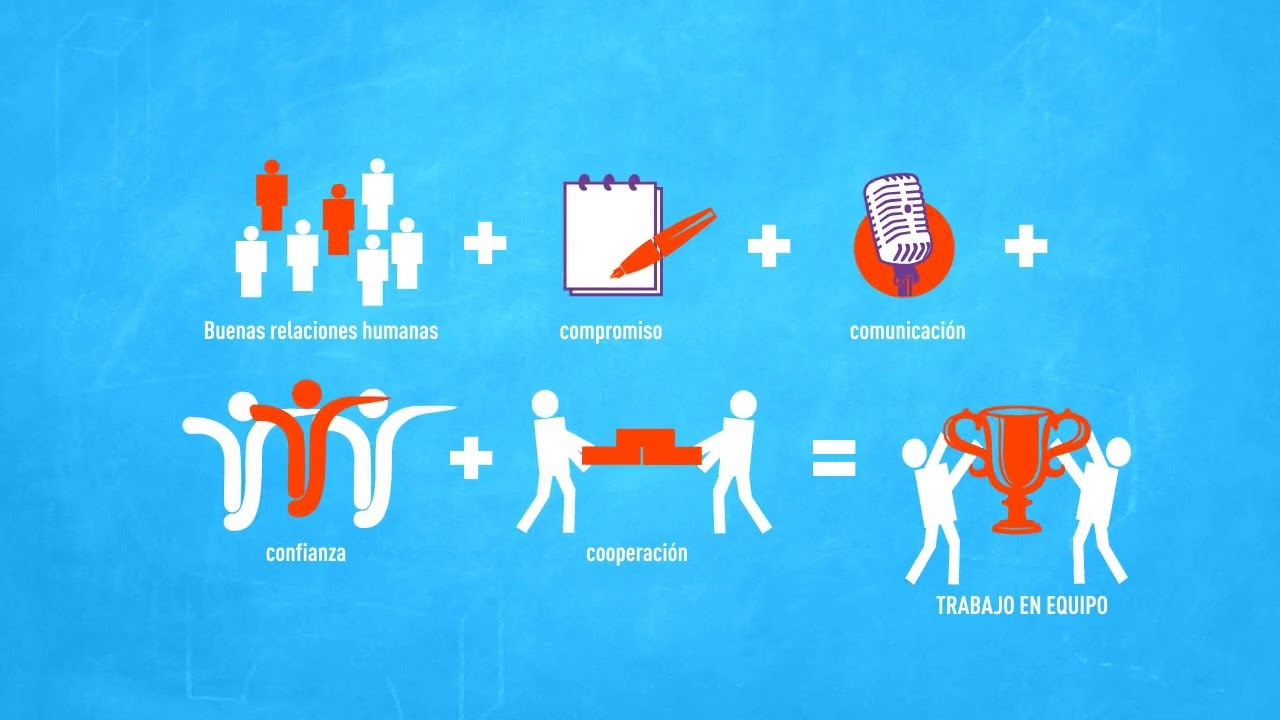 Buenas relaciones humanas
compromiso
comunicación
confianza
cooperación
TRABAJO EN EQUIPO